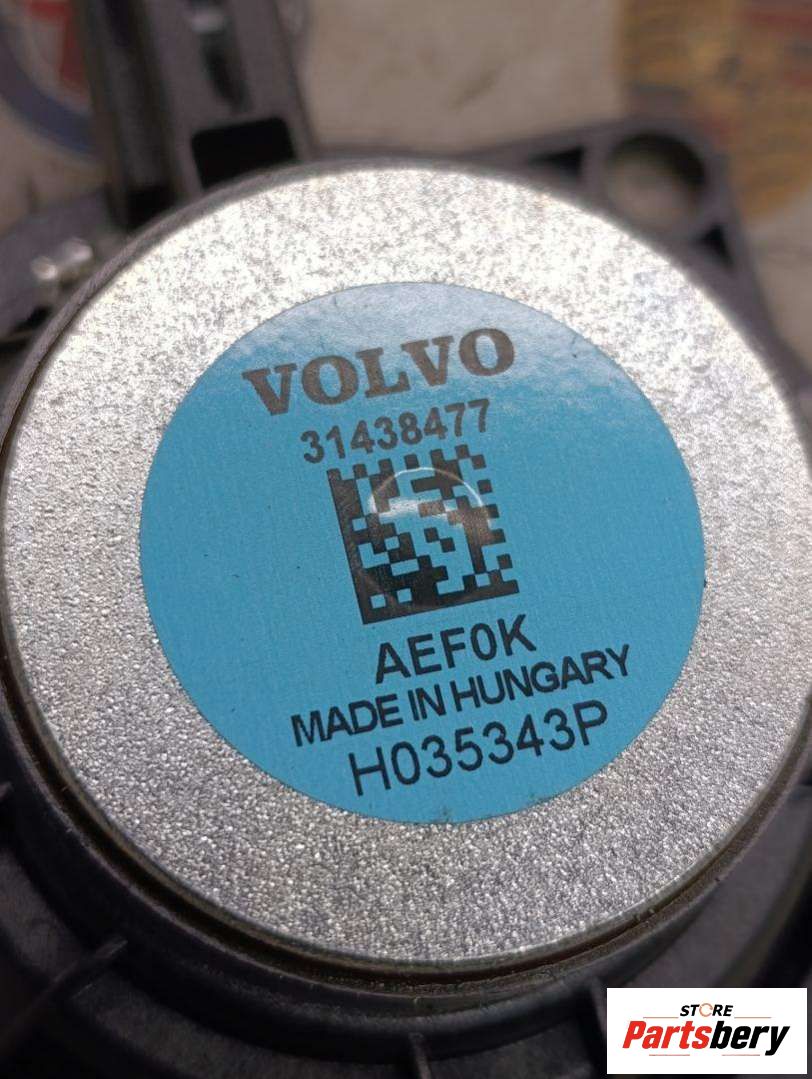 VOLVO
31438477
AEF0K
MADE IN HUNGARY
H035343P
STORE
Partsbery